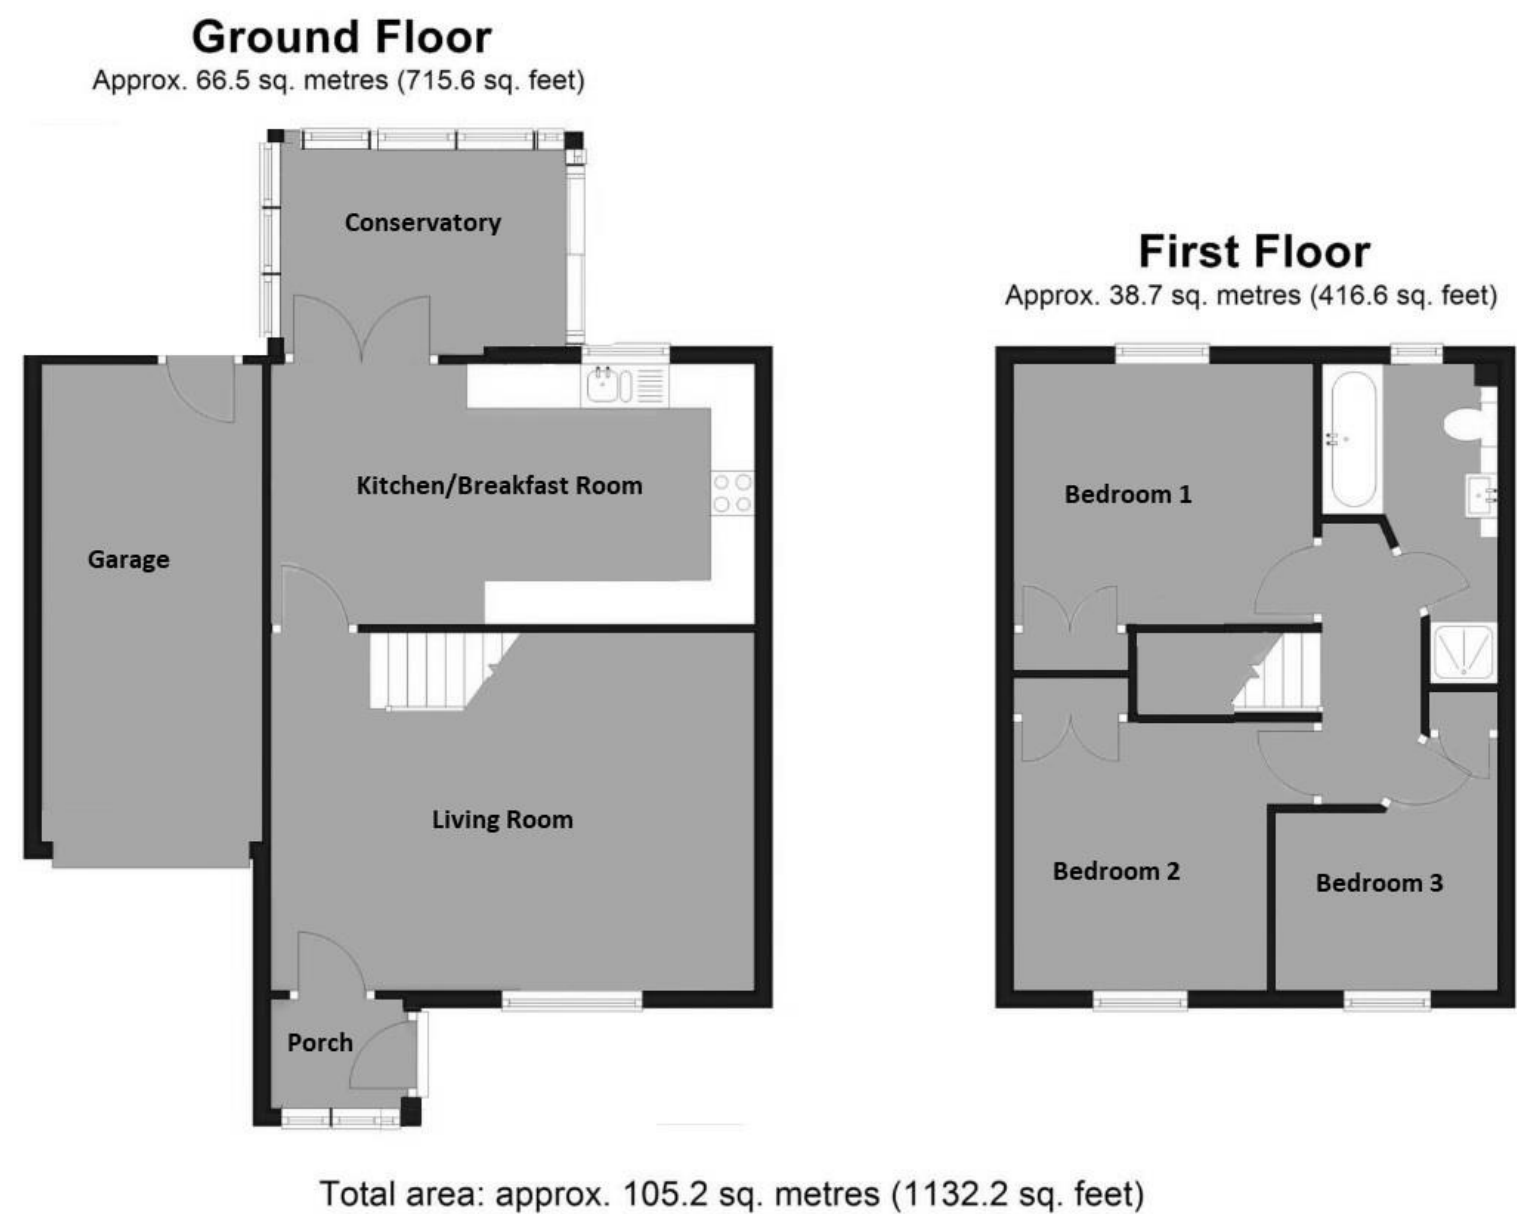 Ground Floor
Approx. 66.5 sq. metres (715.6 sq. feet)
Conservatory
Kitchen/Breakfast Room
Garage
Living Room
Porch
First Floor
Approx. 38.7 sq. metres (416.6 sq. feet)
Bedroom 1
Bedroom 2
Bedroom 3
Total area: approx. 105.2 sq. metres (1132.2 sq. feet)